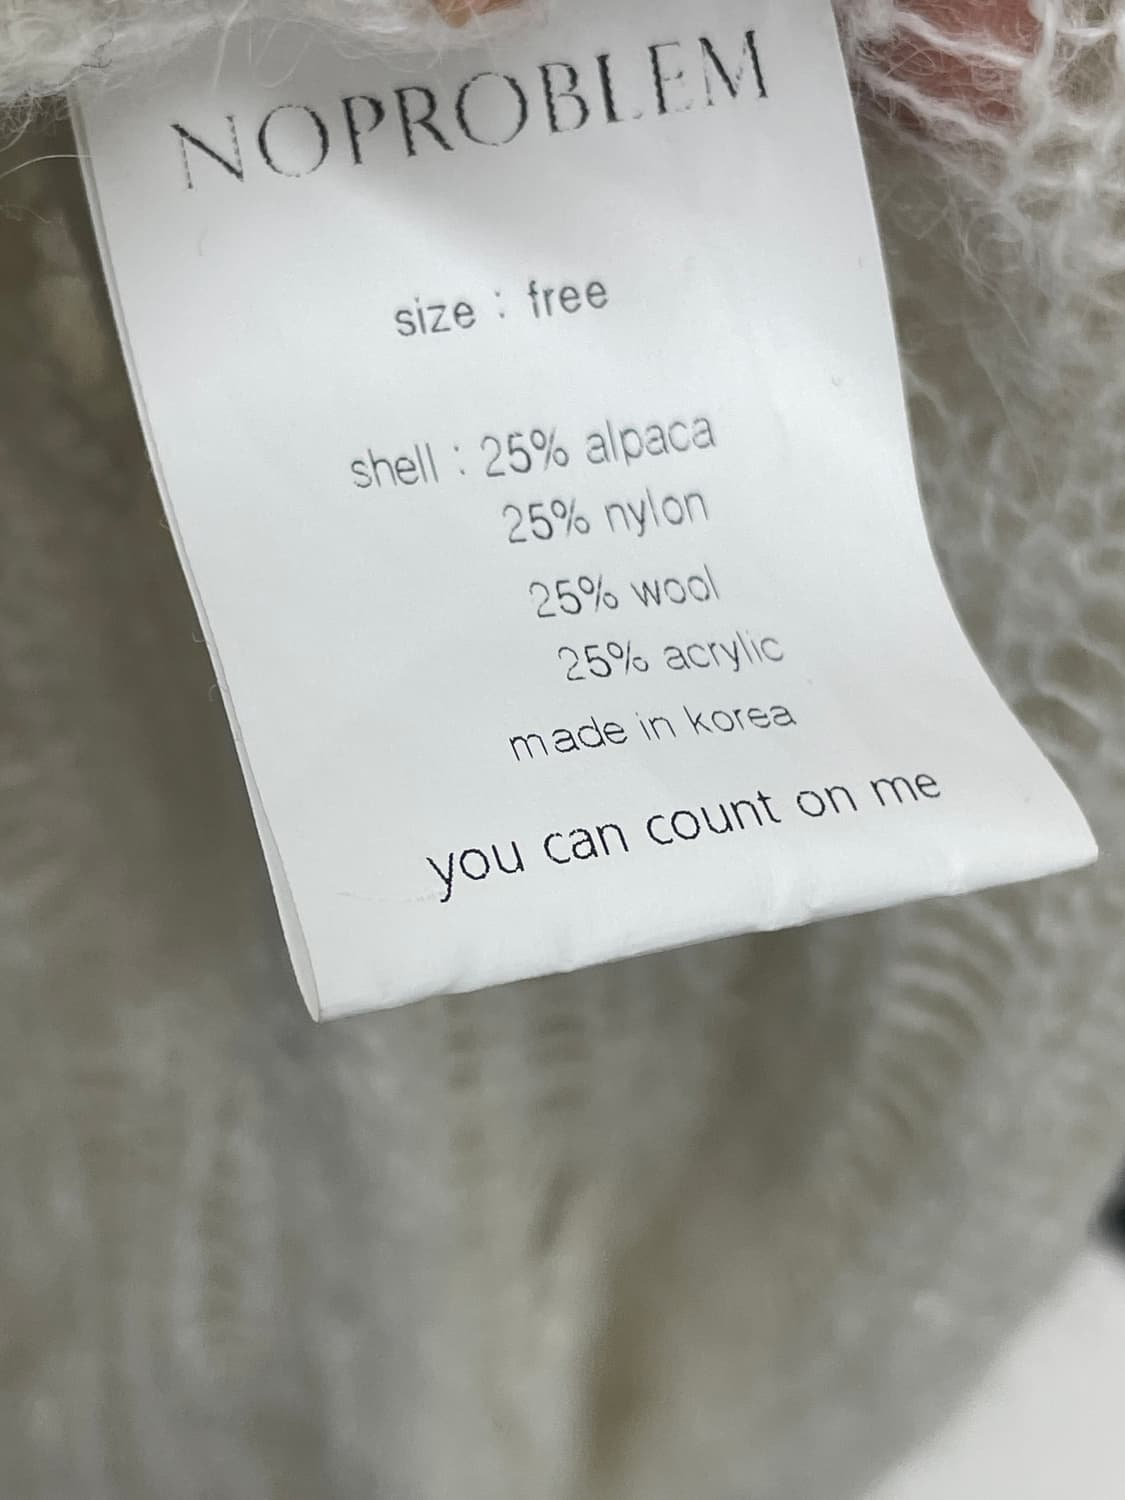 NOPROBLEM
size : free
shell : 25% alpaca
25% nylon
25% wool
25% acrylic
made in korea
you can count on me